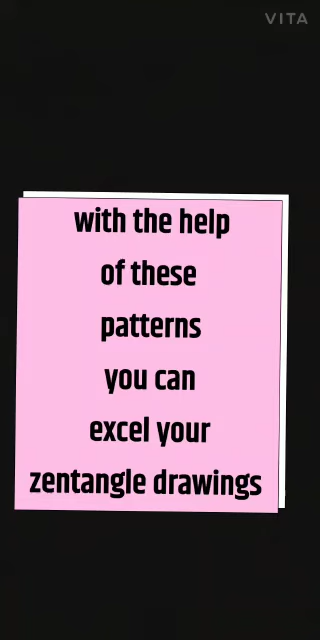 VITA
with the help
of these
patterns
you can
excel your
zentangle drawings